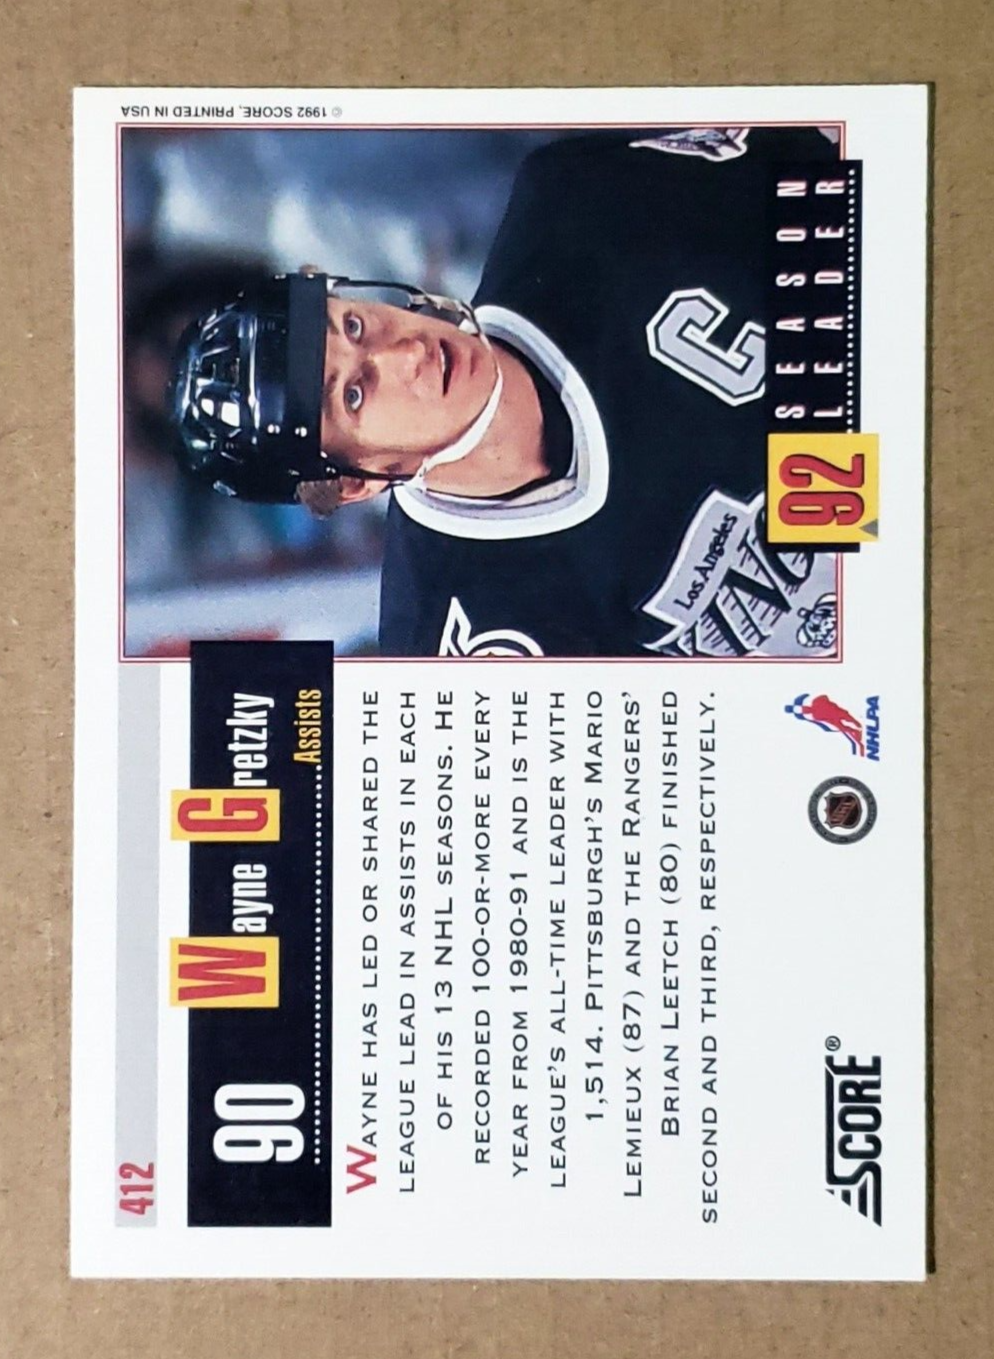 412
90 Wayne Gretzky
Assists
WAYNE HAS LED OR SHARED THE
LEAGUE LEAD IN ASSISTS IN EACH
OF HIS 13 NHL SEASONS. HE
RECORDED 100-OR-MORE EVERY
YEAR FROM 1980-91 AND IS THE
LEAGUE'S ALL-TIME LEADER WITH
1,514. PITTSBURGH'S MARIO
LEMIEUX (87) AND THE RANGERS'
BRIAN LEETCH (80) FINISHED
SECOND AND THIRD, RESPECTIVELY.
SCORE®
NHL
NHLPA
C
Los Angeles
KINGS
92 SEASON
LEADER
© 1992 SCORE, PRINTED IN USA